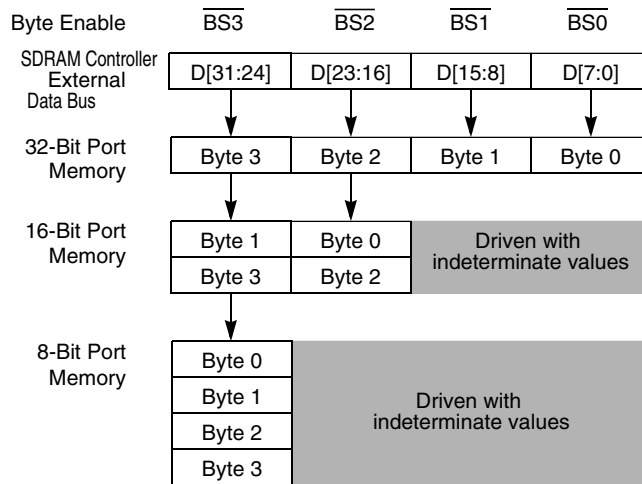 Byte Enable BS3 BS2 BS1 BS0
SDRAM Controller
External
Data Bus
D[31:24] D[23:16] D[15:8] D[7:0]
32-Bit Port
Memory
Byte 3 Byte 2 Byte 1 Byte 0
16-Bit Port
Memory
Byte 1 Byte 0
Byte 3 Byte 2
Driven with
indeterminate values
8-Bit Port
Memory
Byte 0
Byte 1
Byte 2
Byte 3
Driven with
indeterminate values